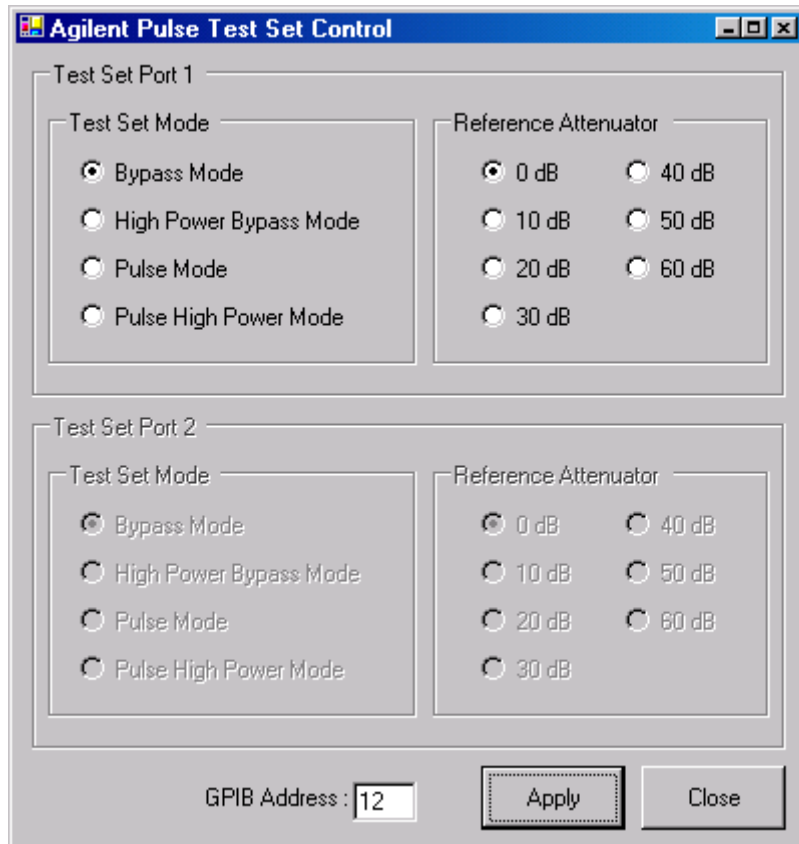 Agilent Pulse Test Set Control
Test Set Port 1
Test Set Mode
Bypass Mode
High Power Bypass Mode
Pulse Mode
Pulse High Power Mode
Reference Attenuator
0 dB
40 dB
10 dB
50 dB
20 dB
60 dB
30 dB
Test Set Port 2
Test Set Mode
Bypass Mode
High Power Bypass Mode
Pulse Mode
Pulse High Power Mode
Reference Attenuator
0 dB
40 dB
10 dB
50 dB
20 dB
60 dB
30 dB
GPIB Address : 12
Apply
Close